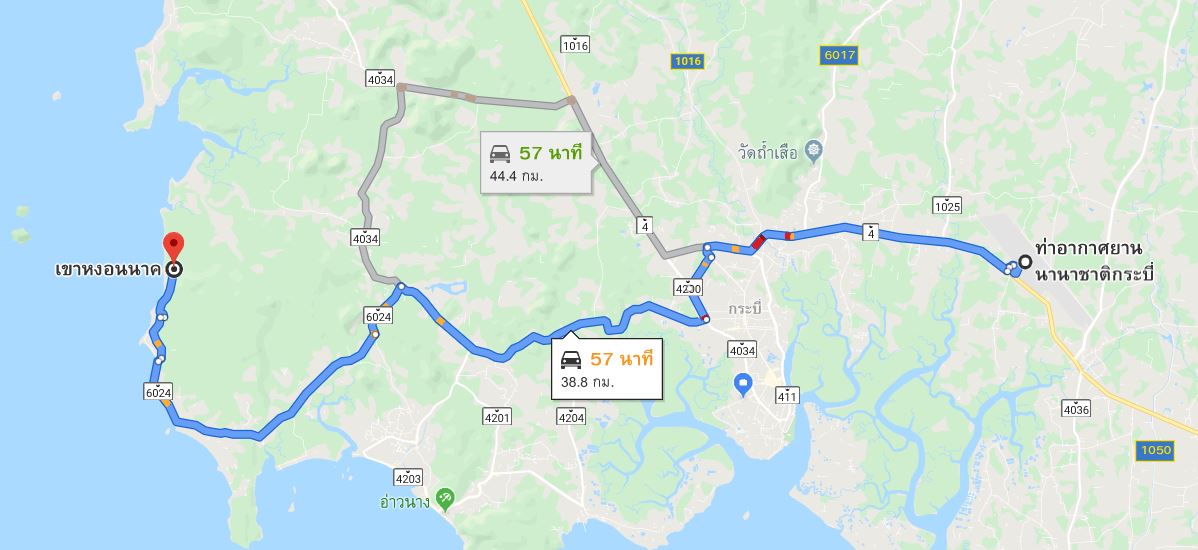 1016
1016
6017
4034
57 นาที
44.4 กม.
วัดถ้ำเสือ
1025
4
4
4034
ท่าอากาศยาน
นานาชาติกระบี่
เขาหงอนนาค
4200
กระบี่
6024
57 นาที
38.8 กม.
4034
6024
411
4201
4204
4036
1050
4203
อ่าวนาง